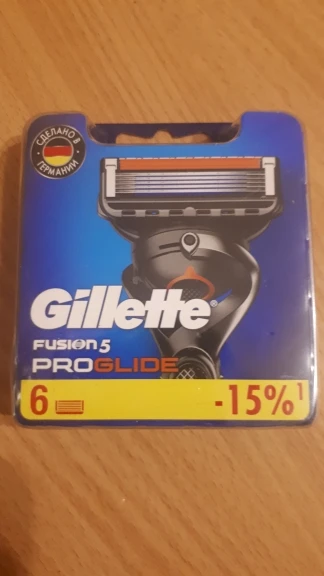 СДЕЛАНО В
ГЕРМАНИИ
Gillette®
FUSION5
PROGLIDE
6 -15%¹